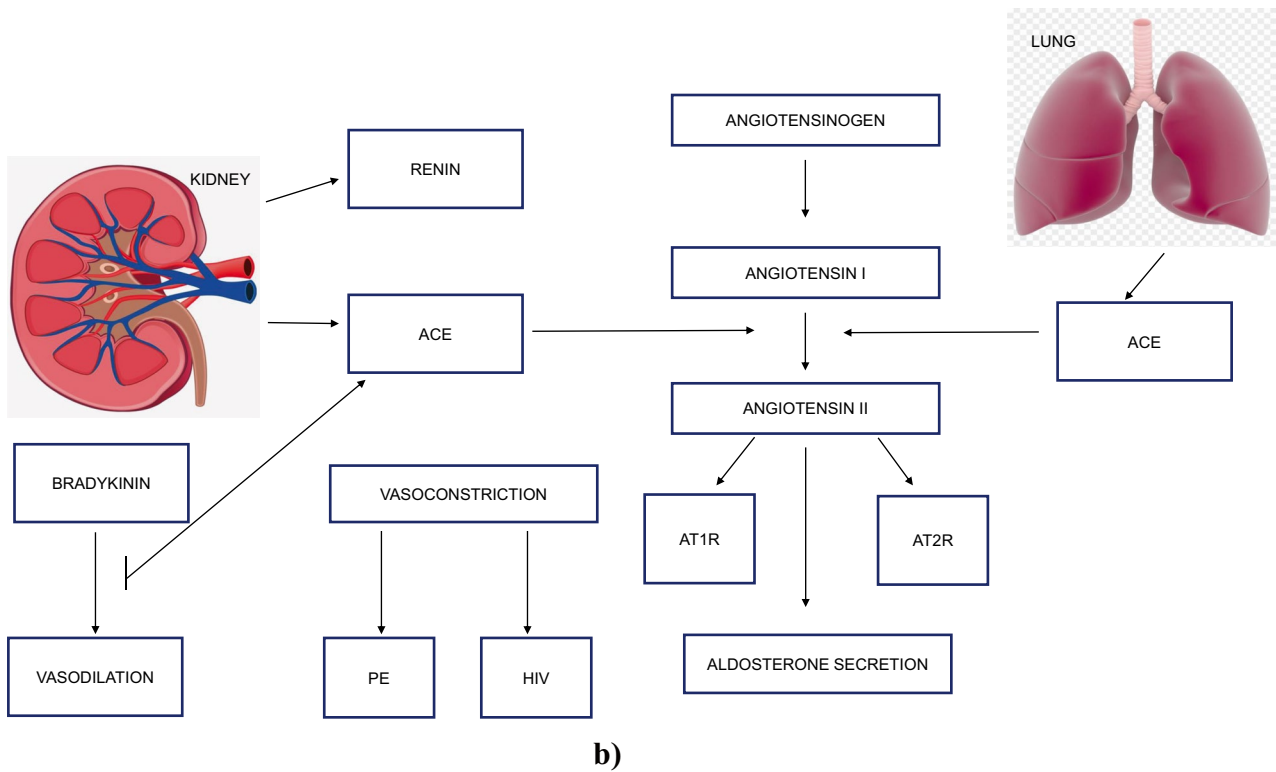 LUNG
ANGIOTENSINOGEN
RENIN
KIDNEY
ANGIOTENSIN I
ACE
ACE
ANGIOTENSIN II
BRADYKININ
VASOCONSTRICTION
AT1R
AT2R
VASODILATION
PE
HIV
ALDOSTERONE SECRETION
b)